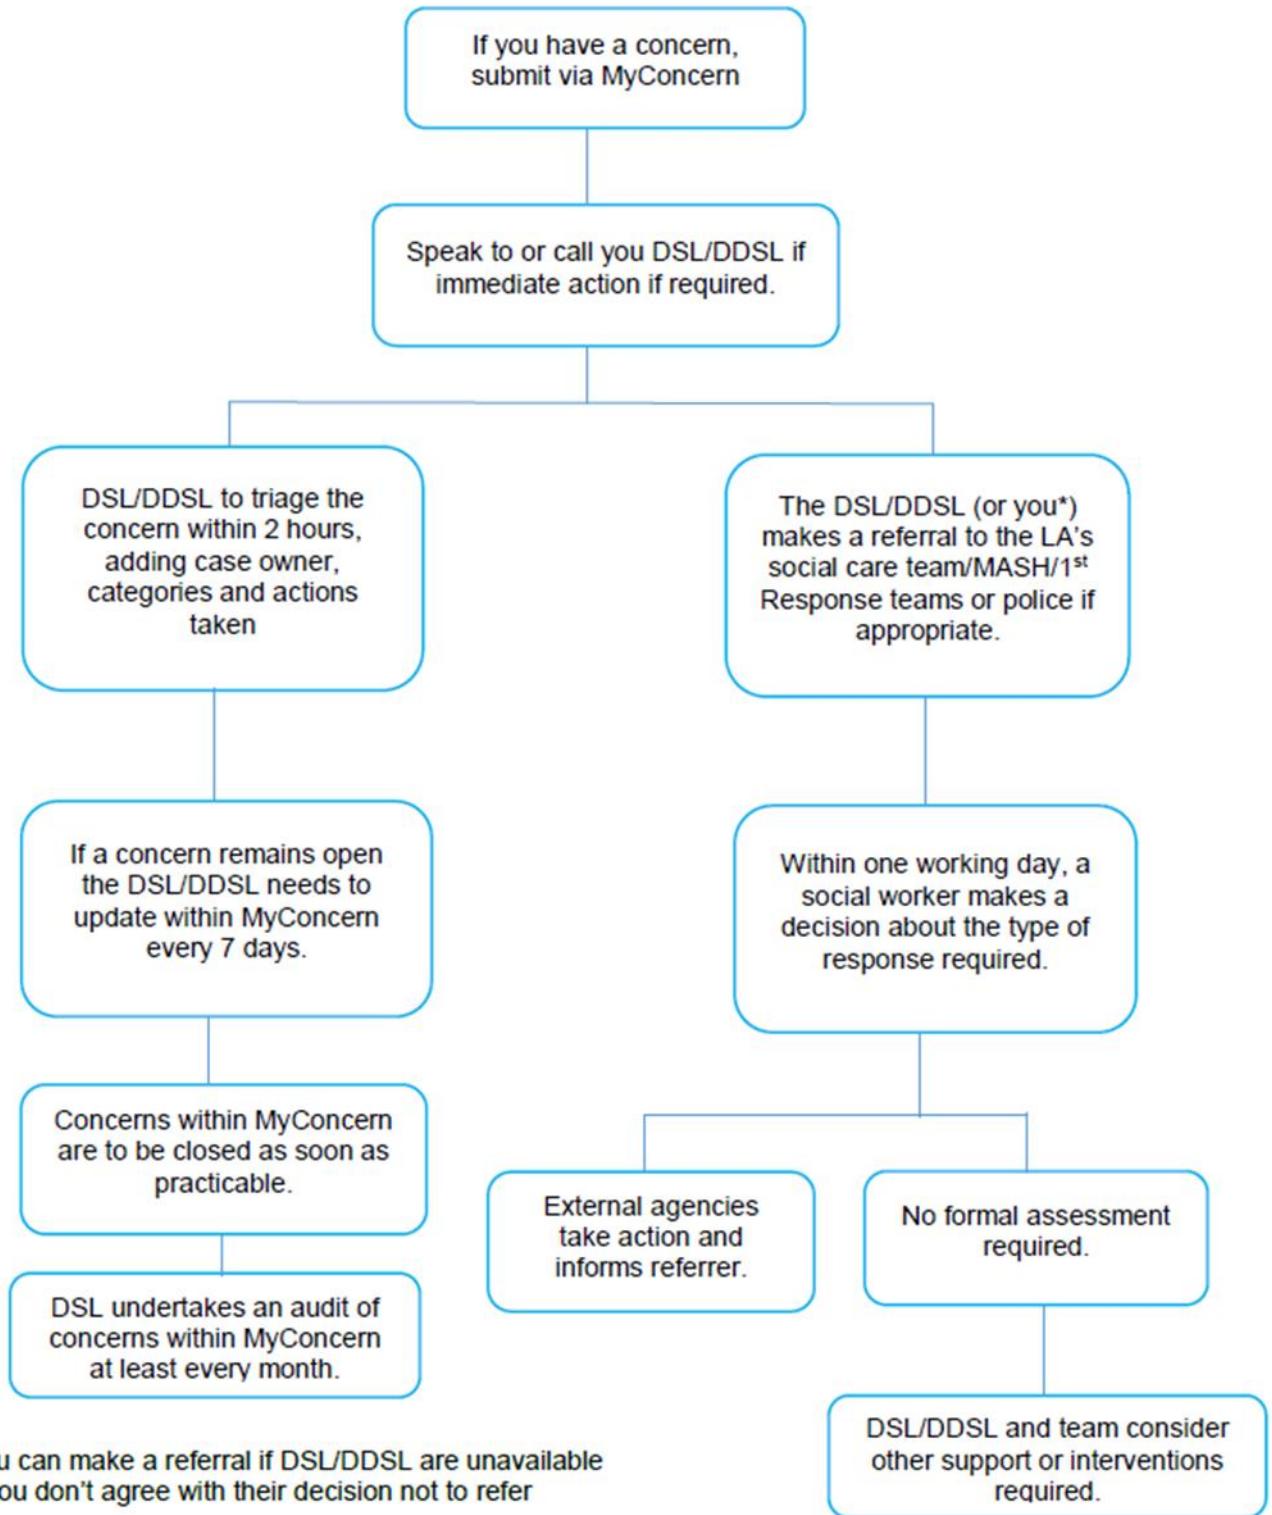 If you have a concern,
submit via MyConcern
Speak to or call you DSL/DDSL if
immediate action if required.
DSL/DDSL to triage the
concern within 2 hours,
adding case owner,
categories and actions
taken
The DSL/DDSL (or you*)
makes a referral to the LA's
social care team/MASH/1st
Response teams or police if
appropriate.
If a concern remains open
the DSL/DDSL needs to
update within MyConcern
every 7 days.
Within one working day, a
social worker makes a
decision about the type of
response required.
Concerns within MyConcern
are to be closed as soon as
practicable.
External agencies
take action and
informs referrer.
No formal assessment
required.
DSL undertakes an audit of
concerns within MyConcern
at least every month.
DSL/DDSL and team consider
other support or interventions
required.
can make a referral if DSL/DDSL are unavailable
don't agree with their decision not to refer